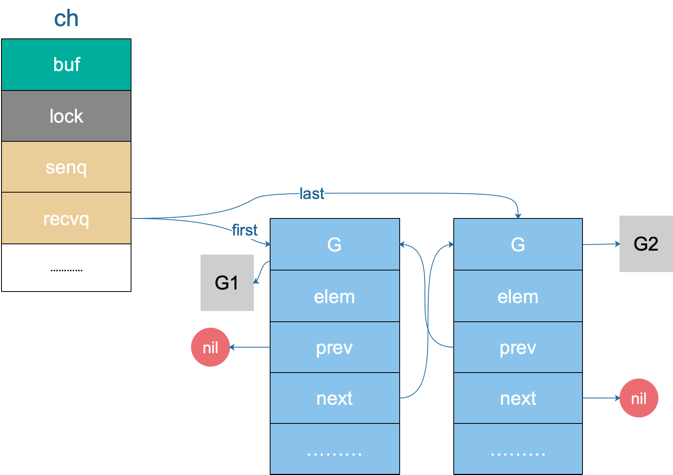 ch
buf
lock
senq
recvq
............
last
first
G
elem
prev
next
.........
G
elem
prev
next
.........
G1
G2
nil
nil